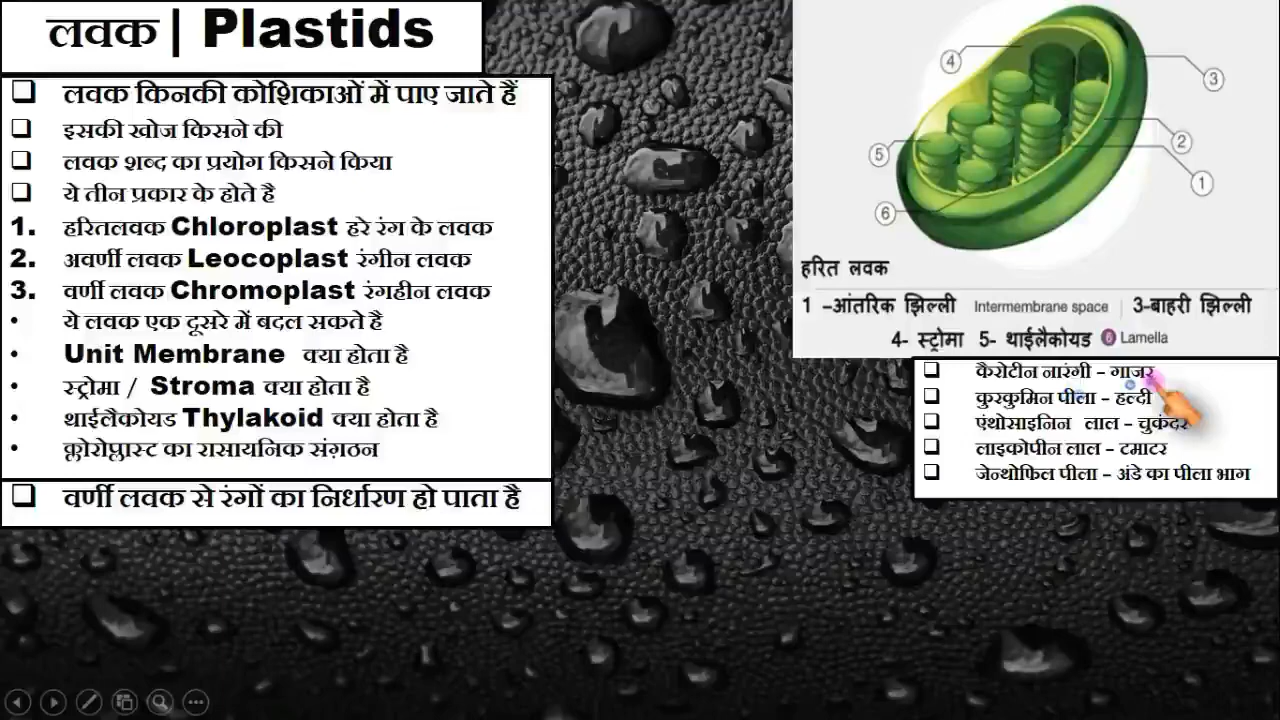 लवक | Plastids
लवक किनकी कोशिकाओं में पाए जाते हैं
इसकी खोज किसने की
लवक शब्द का प्रयोग किसने किया
ये तीन प्रकार के होते है
1. हरितलवक Chloroplast हरे रंग के लवक
2. अवर्णी लवक Leocoplast रंगीन लवक
3. वर्णी लवक Chromoplast रंगहीन लवक
• ये लवक एक दूसरे में बदल सकते है
• Unit Membrane क्या होता है
• स्ट्रोमा / Stroma क्या होता है
• थाईलैकोयड Thylakoid क्या होता है
• क्लोरोप्लास्ट का रासायनिक संग़ठन
वर्णी लवक से रंगों का निर्धारण हो पाता है
4
3
2
5
1
6
हरित लवक
1 –आंतरिक झिल्ली Intermembrane space 3-बाहरी झिल्ली
4- स्ट्रोमा 5- थाईलैकोयड 6 Lamella
कैरोटीन नारंगी – गाजर
कुरकुमिन पीला – हल्दी
एंथोसाइनिन लाल – चुकंदर
लाइकोपीन लाल – टमाटर
जेन्थोफिल पीला – अंडे का पीला भाग